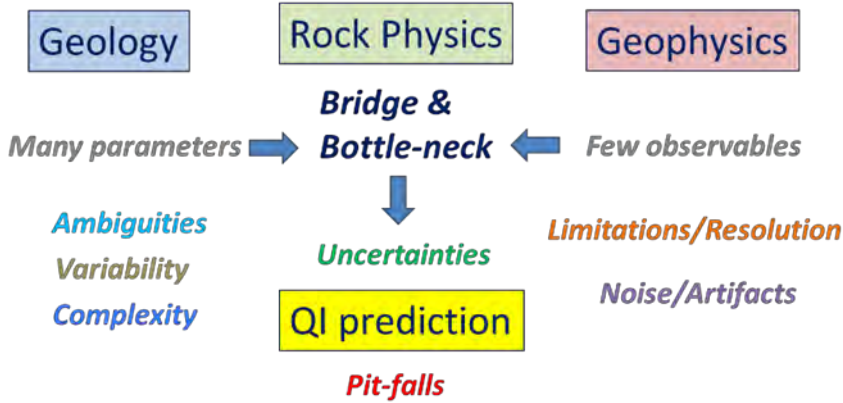 Geology
Rock Physics
Geophysics
Bridge &
Bottle-neck
Many parameters
Few observables
Ambiguities
Variability
Complexity
Uncertainties
Limitations/Resolution
Noise/Artifacts
QI prediction
Pit-falls